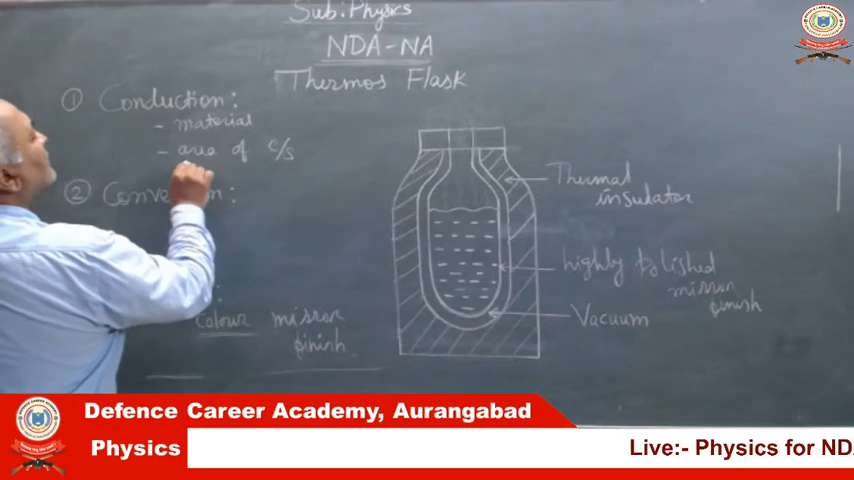 Sub: Physics
NDA-NA
Thermos Flask
① Conduction:
- material
- area of c/s
②
Colour mirror
finish
Thermal
insulator
highly polished
mirror
finish
Vacuum
Defence Career Academy, Aurangabad
Physics
Live:- Physics for ND